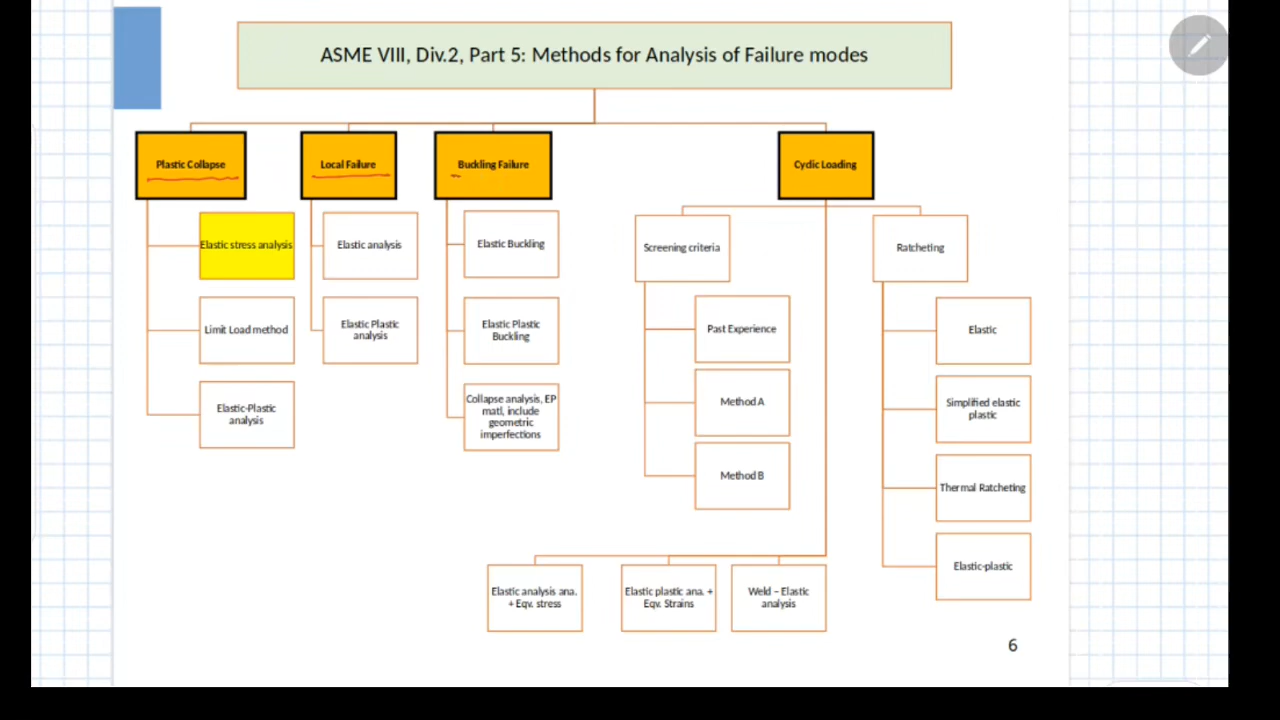 ASME VIII, Div.2, Part 5: Methods for Analysis of Failure modes
Plastic Collapse
Local Failure
Buckling Failure
Cyclic Loading
Elastic stress analysis
Limit Load method
Elastic-Plastic
analysis
Elastic analysis
Elastic Plastic
analysis
Elastic Buckling
Elastic Plastic
Buckling
Collapse analysis, EP
matl, include
geometric
imperfections
Screening criteria
Past Experience
Method A
Method B
Ratcheting
Elastic
Simplified elastic
plastic
Thermal Ratcheting
Elastic-plastic
Elastic analysis ana.
+ Eqv. stress
Elastic plastic ana. +
Eqv. Strains
Weld – Elastic
analysis
6